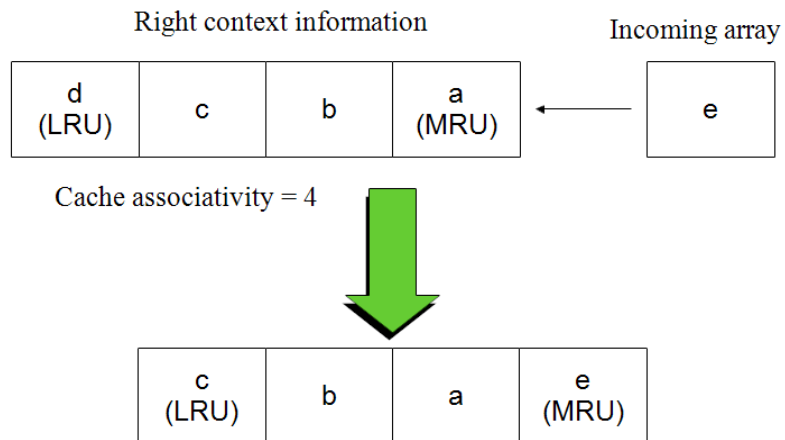 Right context information
Incoming array
d
(LRU)
c
b
a
(MRU)
e
Cache associativity = 4
c
(LRU)
b
a
e
(MRU)